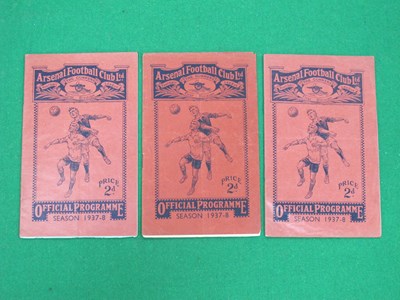 Arsenal Football Club Ltd
PRICE
2d
OFFICIAL PROGRAMME
SEASON 1937-8
Arsenal Football Club Ltd
PRICE
2d
OFFICIAL PROGRAMME
SEASON 1937-8
Arsenal Football Club Ltd
PRICE
2d
OFFICIAL PROGRAMME
SEASON 1937-8